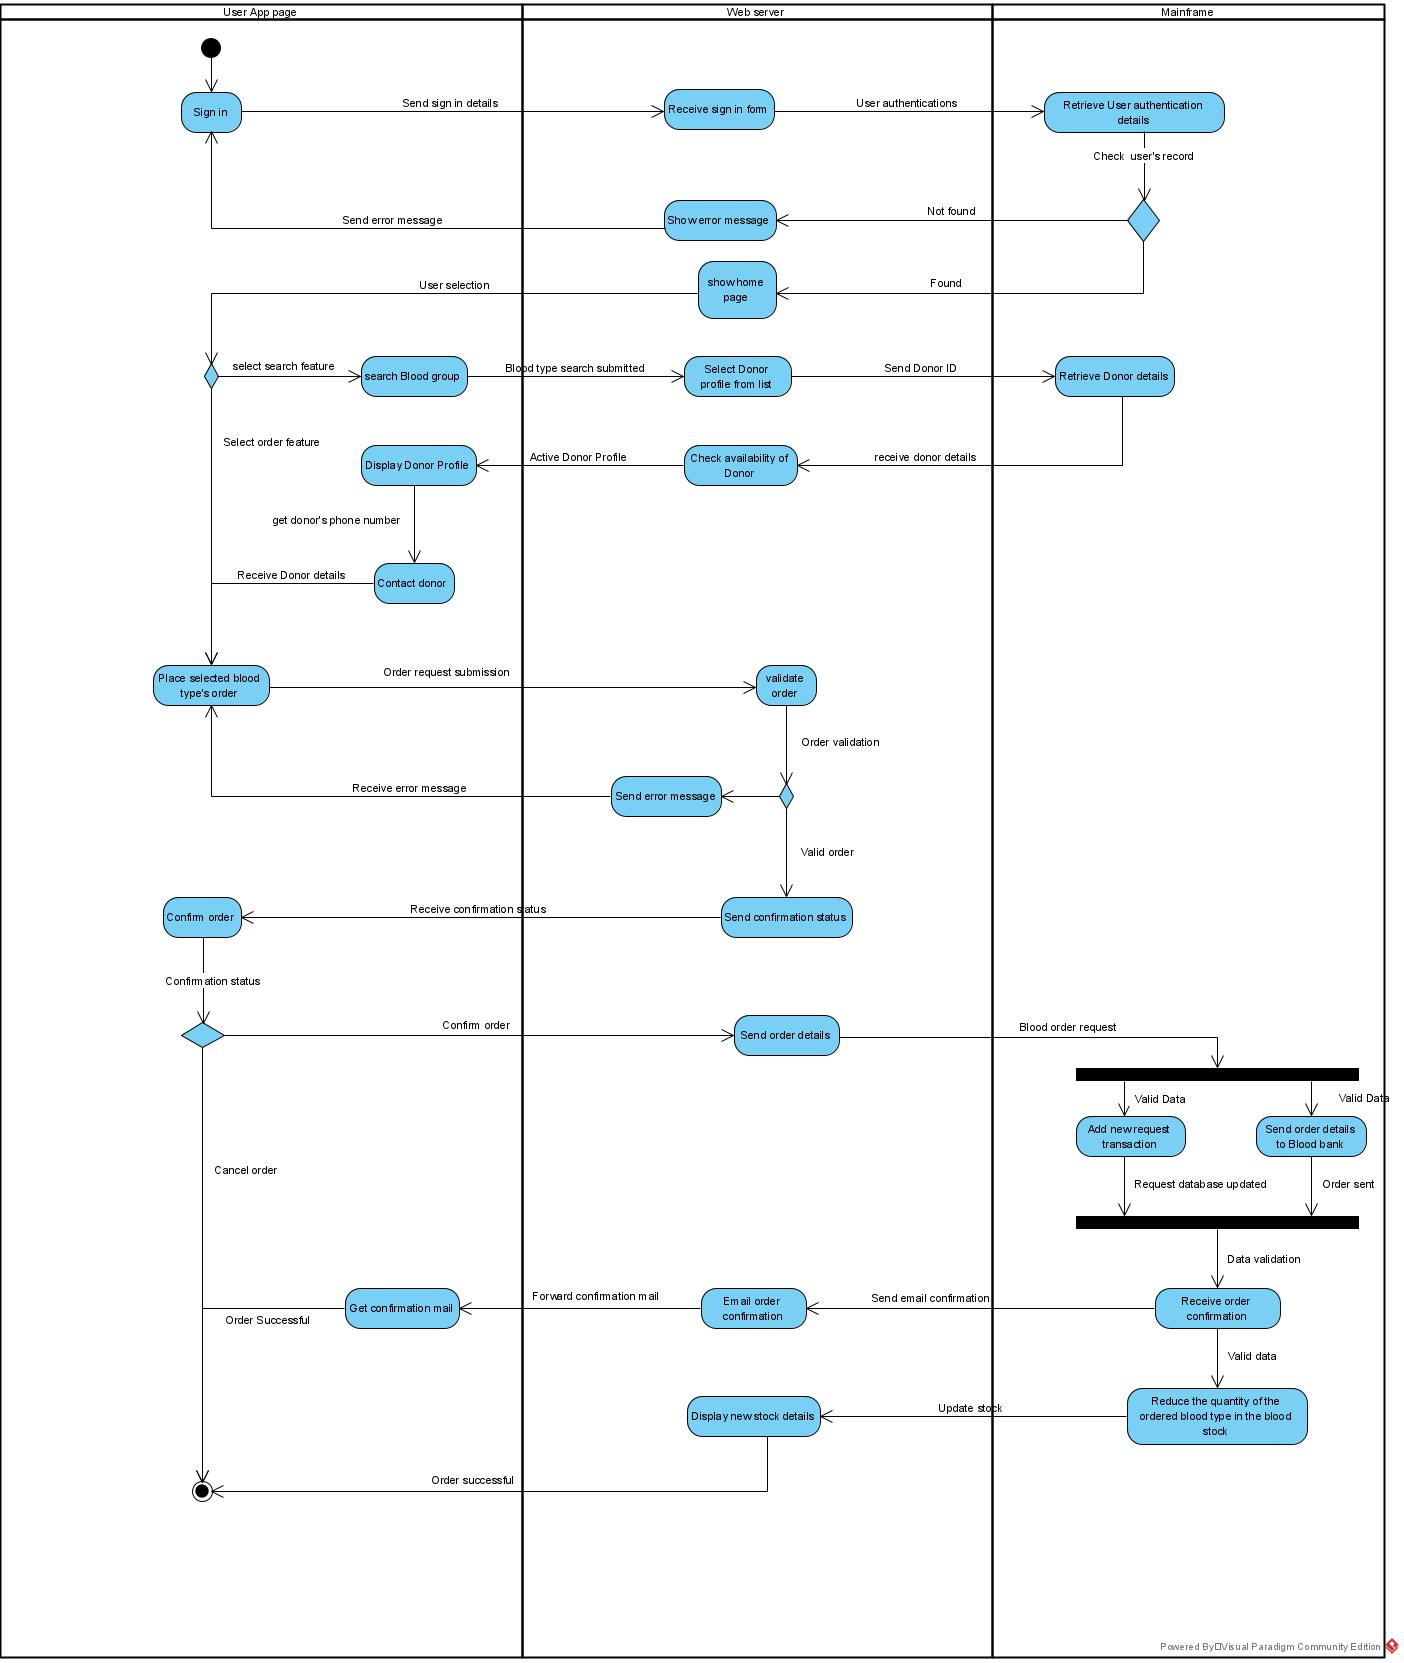 User App page
Web server
Mainframe
Sign in
Send sign in details
Receive sign in form
User authentications
Retrieve User authentication
details
Check user's record
Send error message
Show error message
Not found
User selection
show home
page
Found
select search feature
search Blood group
Blood type search submitted
Select Donor
profile from list
Send Donor ID
Retrieve Donor details
Select order feature
Display Donor Profile
Active Donor Profile
Check availability of
Donor
receive donor details
get donor's phone number
Receive Donor details
Contact donor
Place selected blood
type's order
Order request submission
validate
order
Order validation
Receive error message
Send error message
Valid order
Confirm order
Receive confirmation status
Send confirmation status
Confirmation status
Confirm order
Send order details
Blood order request
Valid Data
Valid Data
Add new request
transaction
Send order details
to Blood bank
Cancel order
Request database updated
Order sent
Data validation
Get confirmation mail
Forward confirmation mail
Email order
confirmation
Send email confirmation
Receive order
confirmation
Order Successful
Valid data
Display new stock details
Update stock
Reduce the quantity of the
ordered blood type in the blood
stock
Order successful
Powered By□Visual Paradigm Community Edition